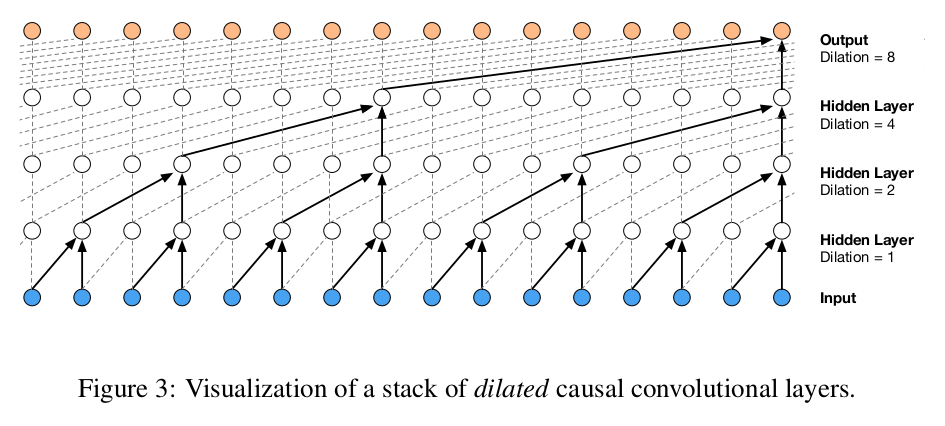 Output
Dilation = 8
Hidden Layer
Dilation = 4
Hidden Layer
Dilation = 2
Hidden Layer
Dilation = 1
Input
Figure 3: Visualization of a stack of dilated causal convolutional layers.